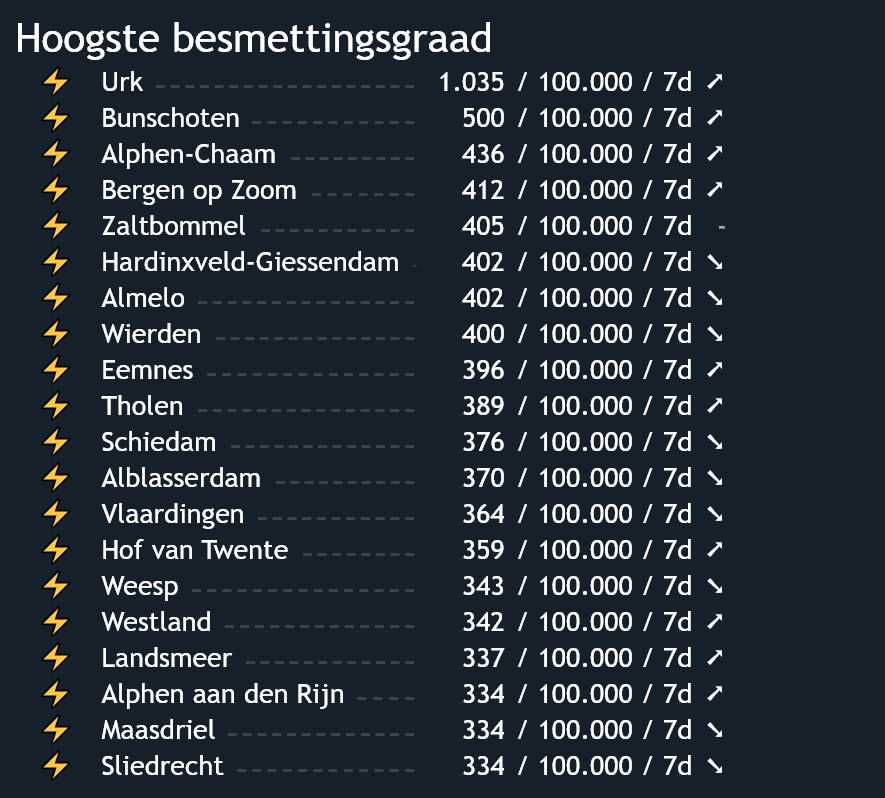 Hoogste besmettingsgraad
Urk 1.035 / 100.000 / 7d ➚
Bunschoten 500 / 100.000 / 7d ➚
Alphen-Chaam 436 / 100.000 / 7d ➚
Bergen op Zoom 412 / 100.000 / 7d ➚
Zaltbommel 405 / 100.000 / 7d -
Hardinxveld-Giessendam 402 / 100.000 / 7d ➘
Almelo 402 / 100.000 / 7d ➘
Wierden 400 / 100.000 / 7d ➘
Eemnes 396 / 100.000 / 7d ➚
Tholen 389 / 100.000 / 7d ➚
Schiedam 376 / 100.000 / 7d ➘
Alblasserdam 370 / 100.000 / 7d ➘
Vlaardingen 364 / 100.000 / 7d ➘
Hof van Twente 359 / 100.000 / 7d ➚
Weesp 343 / 100.000 / 7d ➘
Westland 342 / 100.000 / 7d ➚
Landsmeer 337 / 100.000 / 7d ➚
Alphen aan den Rijn 334 / 100.000 / 7d ➚
Maasdriel 334 / 100.000 / 7d ➘
Sliedrecht 334 / 100.000 / 7d ➘